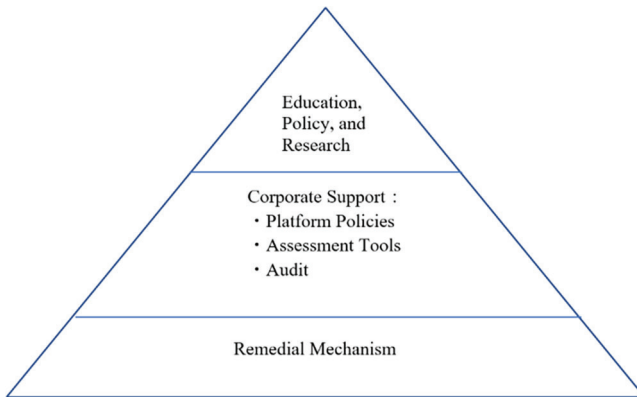 Education,
Policy, and
Research
Corporate Support：
・Platform Policies
・Assessment Tools
・Audit
Remedial Mechanism